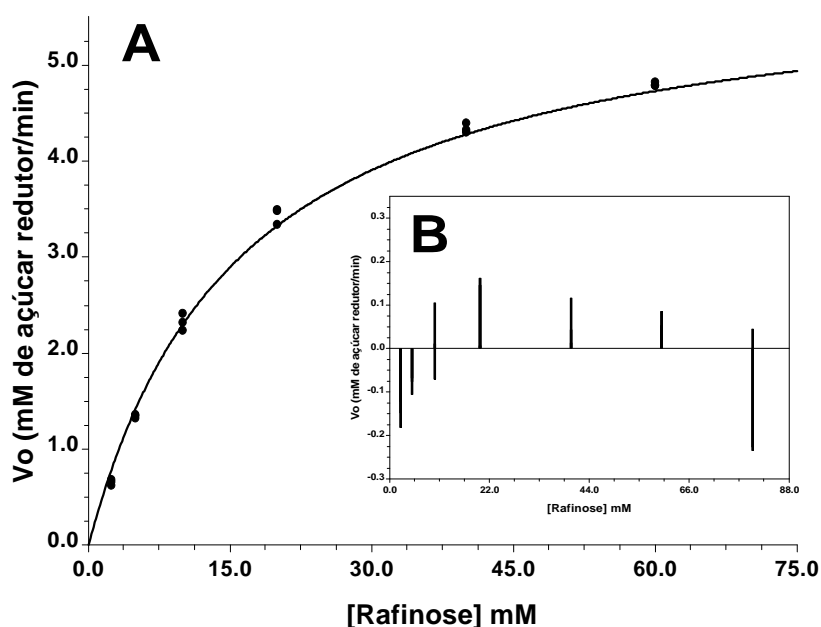 A
5.0
4.0
3.0
2.0
1.0
0.0
Vo (mM de açúcar redutor/min)
0.0 15.0 30.0 45.0 60.0 75.0
[Rafinose] mM
B
0.3
0.2
0.1
0.0
-0.1
-0.2
-0.3
Vo (mM de açúcar redutor/min)
0.0 22.0 44.0 66.0 88.0
[Rafinose] mM